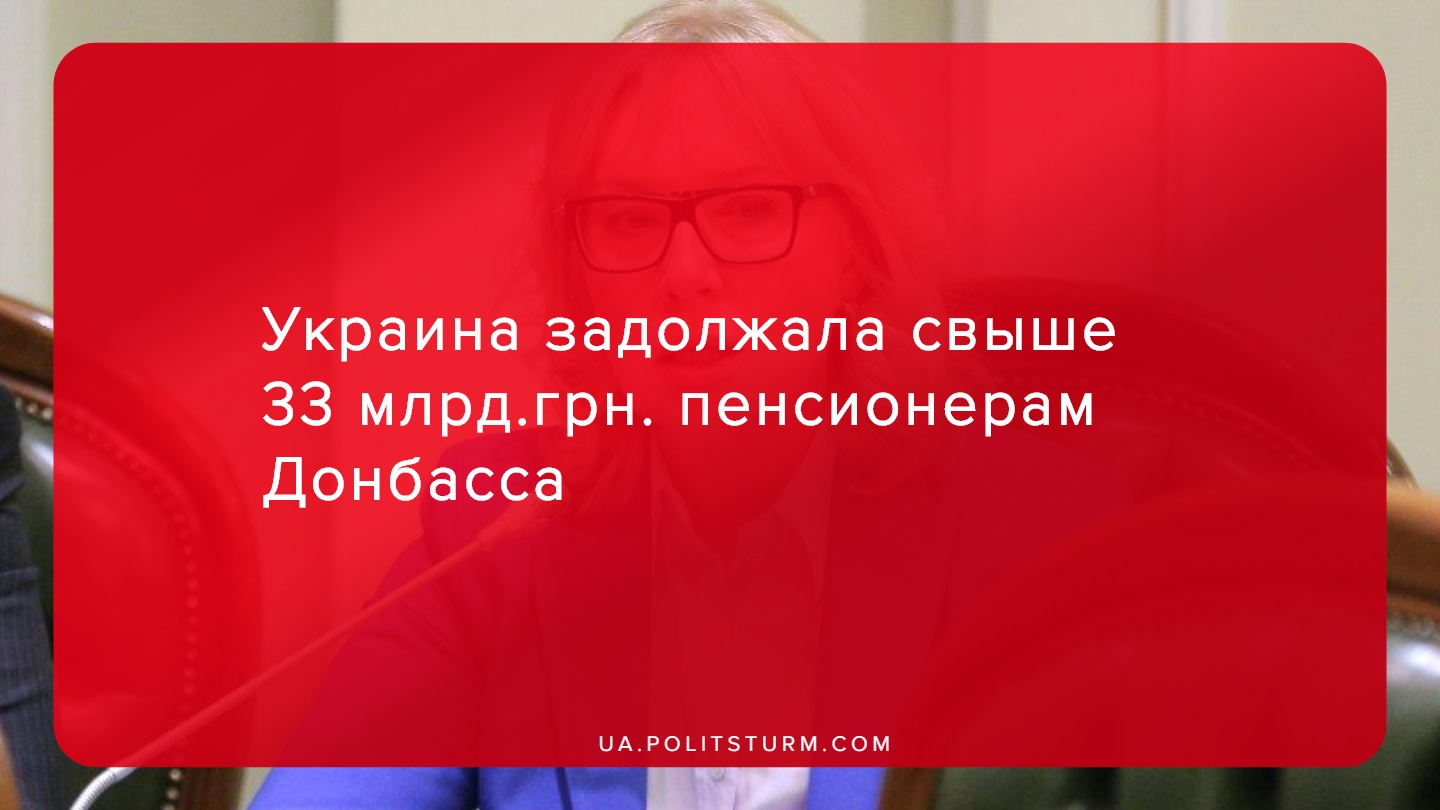 Украина задолжала свыше
33 млрд.грн. пенсионерам
Донбасса
UA.POLITSTURM.COM